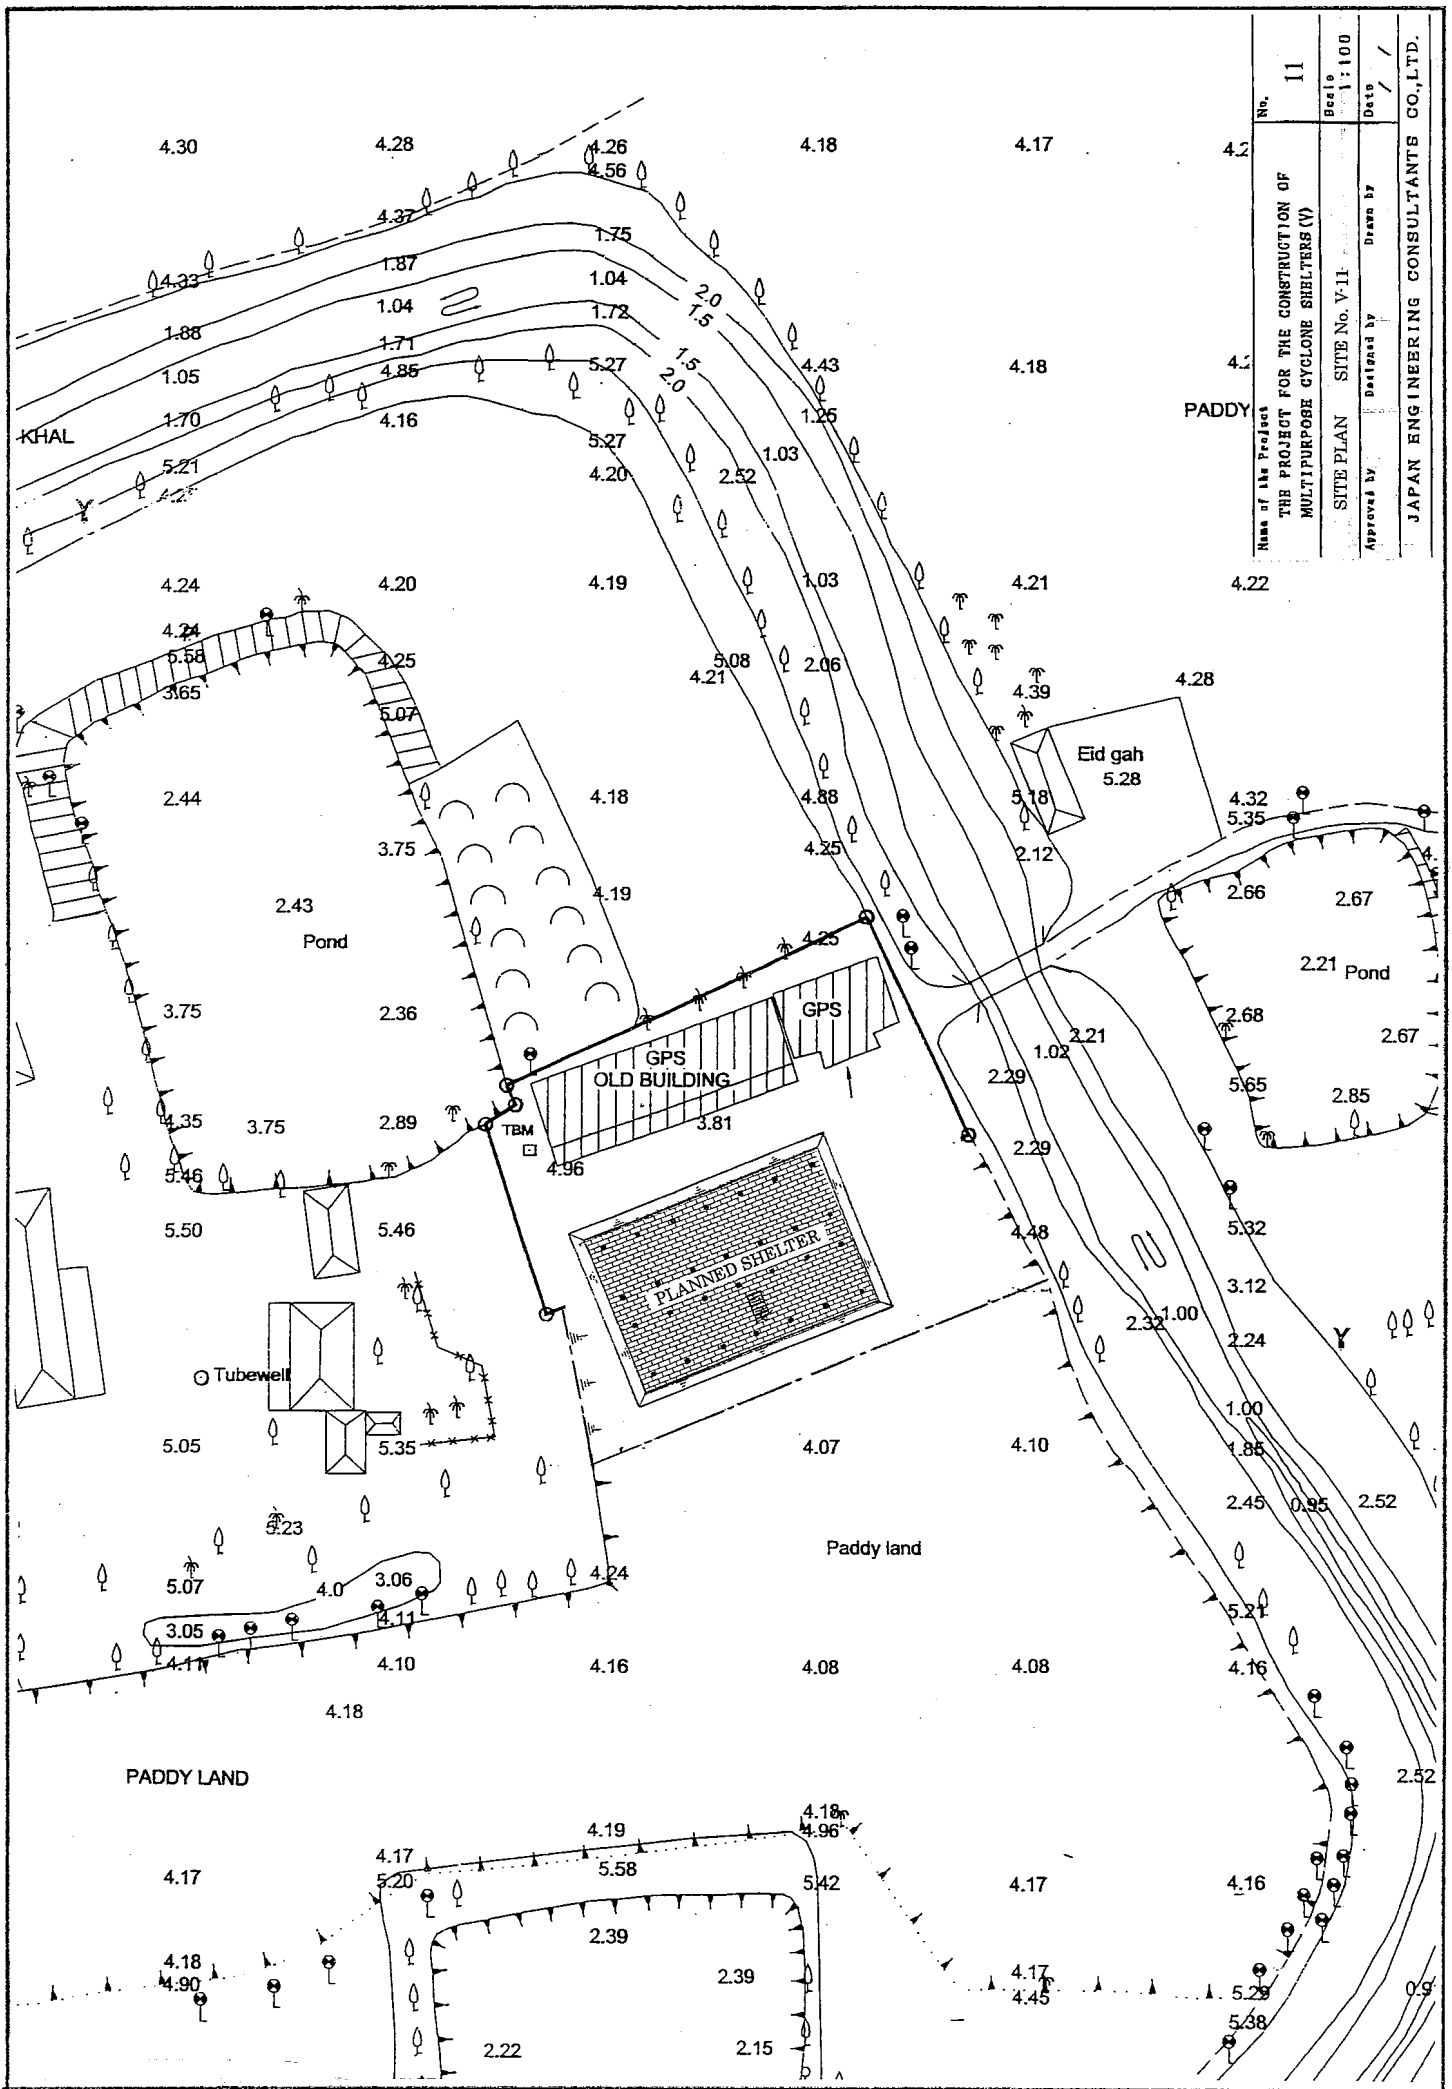 4.30 4.28 4.26 4.18 4.17 4.2
4.56
4.37
1.75
4.33 1.87 1.04
1.04 2.0
1.88 1.72 1.5
1.71 1.5
1.05 4.85 5.27 2.0 4.43 4.18 4.2
1.70 4.16 1.25 PADDY
KHAL 5.27 1.03
5.21 4.20 2.52
4.24 4.20 4.19 1.03 4.21 4.22
4.24
5.58 4.25 5.08 2.06
3.65 4.21 4.39 4.28
5.07
Eid gah
5.28
2.44 4.18 4.88 5.18 4.32
5.35
3.75 4.25 2.12 4.
2.43 4.19 2.66 2.67
Pond 4.25
2.21 Pond
3.75 2.36 GPS 2.68
2.21 2.67
GPS 1.02
OLD BUILDING 2.29 5.65
4.35 3.75 2.89 TBM 3.81 2.85
2.29
5.46 4.96
5.50 5.46 PLANNED SHELTER 4.48 5.32
3.12
2.32 1.00
2.24 Y
Tubewell
1.00
5.05 5.35 4.07 4.10 1.85
2.45 0.95 2.52
5.23
Paddy land
5.07 4.0 3.06 4.24
3.05 4.11 5.21
4.11 4.10 4.16 4.08 4.08 4.16
4.18
PADDY LAND 2.52
4.18
4.19 4.96
4.17 5.58
4.17 5.20 5.42 4.17 4.16
2.39
4.18 2.39 4.17
4.90 4.45 5.29 0.9
5.38
2.22 2.15
Name of the Project
THE PROJECT FOR THE CONSTRUCTION OF
MULTIPURPOSE CYCLONE SHELTERS (V)
No.
11
SITE PLAN SITE No. V-11
Scale
1:100
Approved by Designed by Drawn by Date
/ /
JAPAN ENGINEERING CONSULTANTS CO.,LTD.